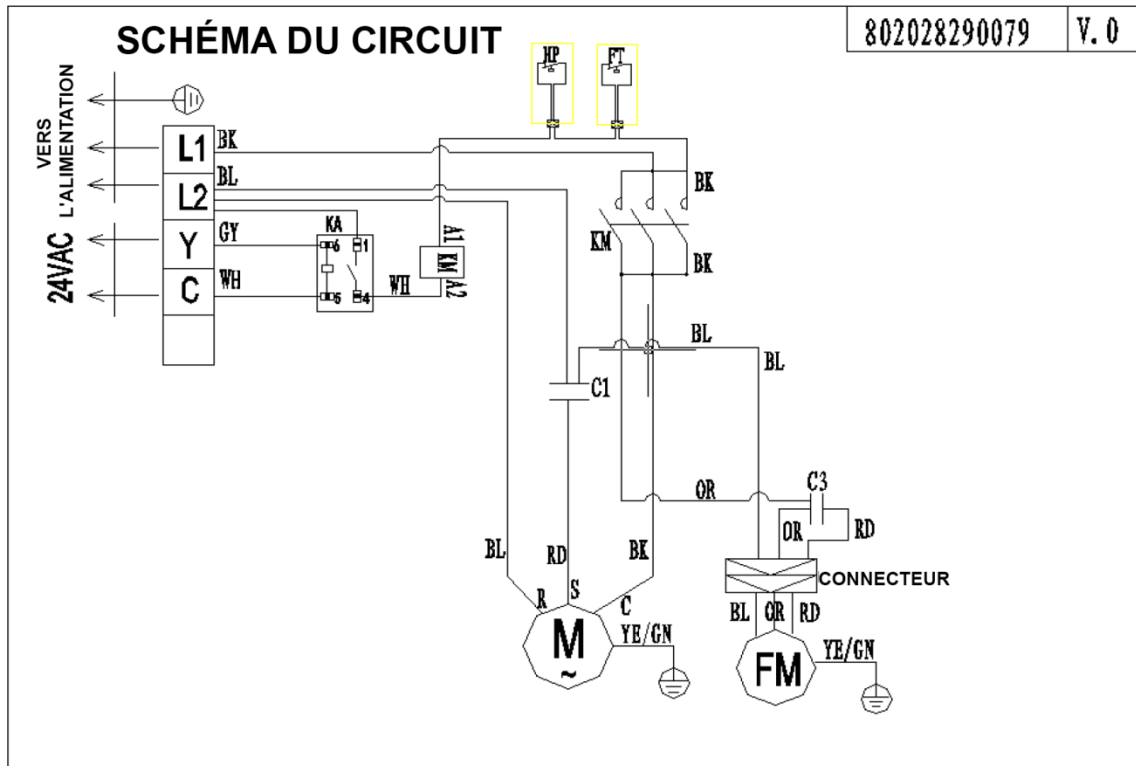 SCHÉMA DU CIRCUIT
802028290079
V. 0
HP
FT
VERS
L'ALIMENTATION
24VAC
L1
BK
L2
BL
Y
GY
C
WH
KA
6
1
5
4
WH
A1
KM
A2
BK
KM
BK
BL
BL
C1
OR
C3
OR
RD
BL
RD
BK
CONNECTEUR
R
S
C
BL
OR
RD
M
~
YE/GN
FM
YE/GN